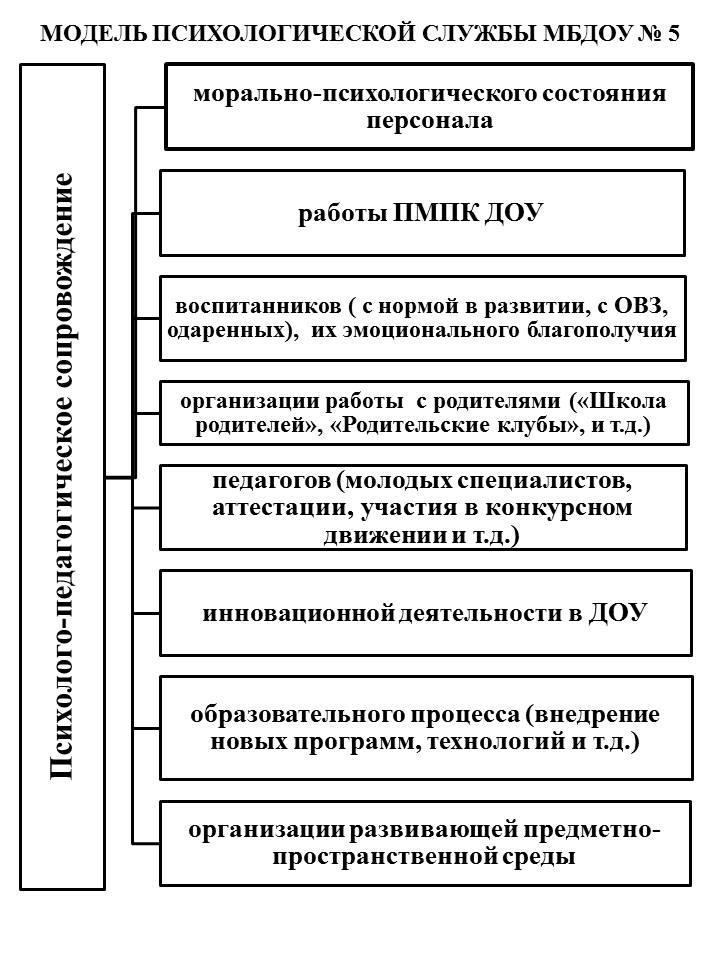 МОДЕЛЬ ПСИХОЛОГИЧЕСКОЙ СЛУЖБЫ МБДОУ № 5
Психолого-педагогическое сопровождение
морально-психологического состояния
персонала
работы ПМПК ДОУ
воспитанников ( с нормой в развитии, с ОВЗ,
одаренных), их эмоционального благополучия
организации работы с родителями («Школа
родителей», «Родительские клубы», и т.д.)
педагогов (молодых специалистов,
аттестации, участия в конкурсном
движении и т.д.)
инновационной деятельности в ДОУ
образовательного процесса (внедрение
новых программ, технологий и т.д.)
организации развивающей предметно-
пространственной среды